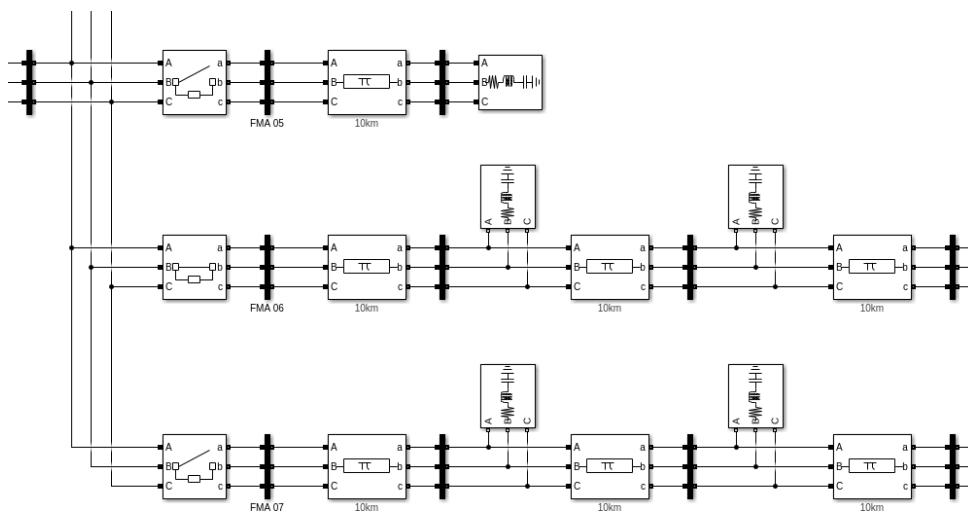 A a A a A
B b B b B
C c C c C
FMA 05 10km
A B C A B C
A a A a A a A a
B b B b B b B b
C c C c C c C c
FMA 06 10km 10km 10km
A B C A B C
A a A a A a A a
B b B b B b B b
C c C c C c C c
FMA 07 10km 10km 10km